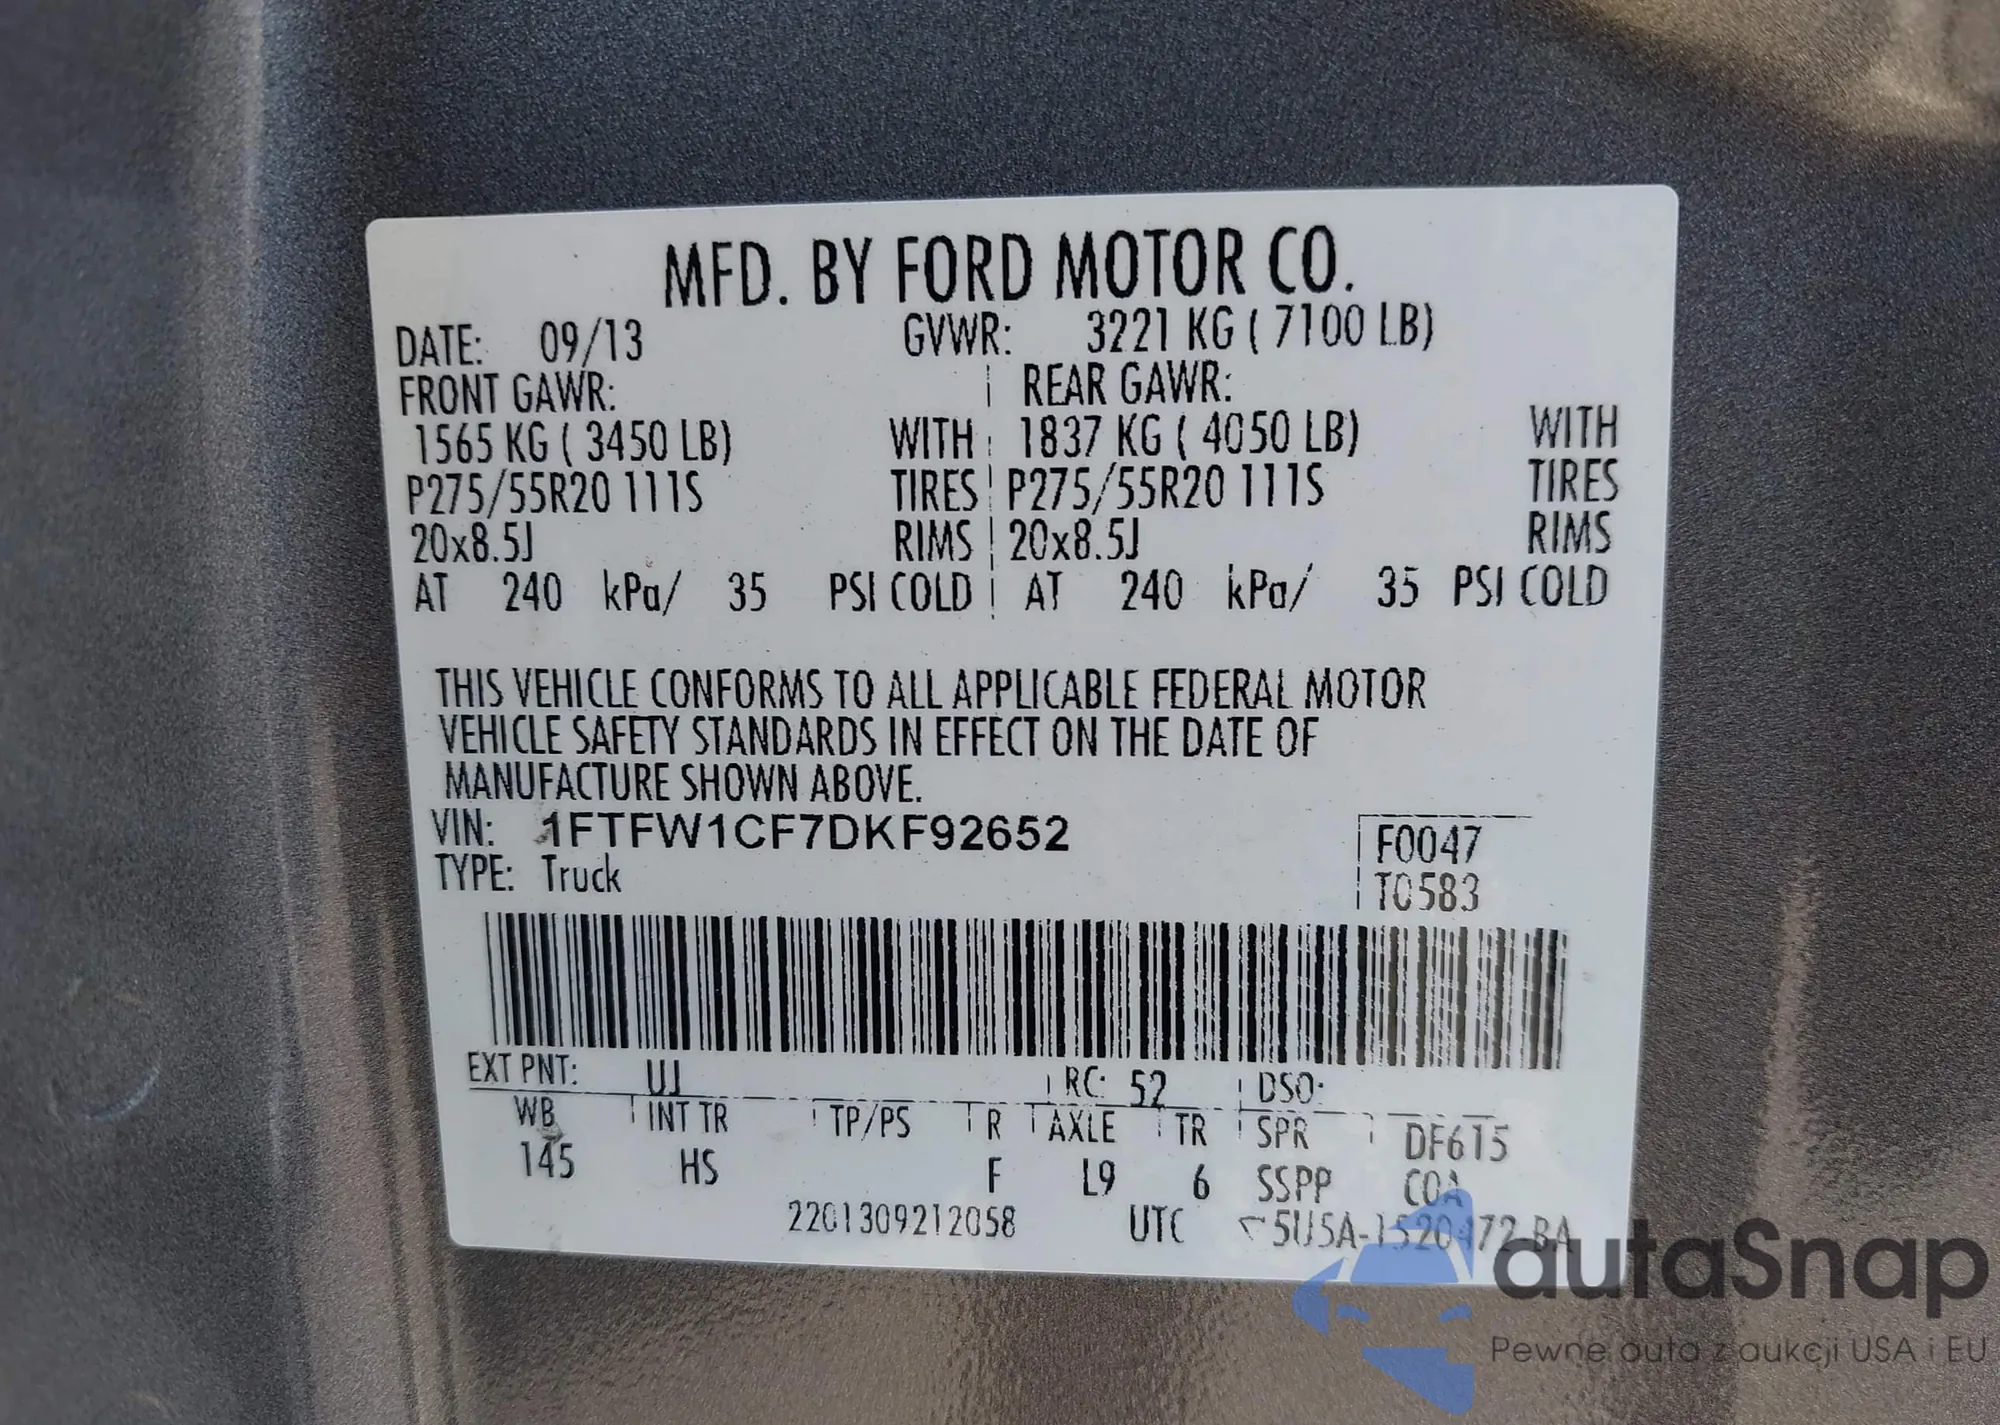 MFD. BY FORD MOTOR CO.
DATE: 09/13 GVWR: 3221 KG ( 7100 LB)
FRONT GAWR: REAR GAWR:
1565 KG ( 3450 LB) WITH 1837 KG ( 4050 LB) WITH
P275/55R20 111S TIRES P275/55R20 111S TIRES
20x8.5J RIMS 20x8.5J RIMS
AT 240 kPa/ 35 PSI COLD AT 240 kPa/ 35 PSI COLD
THIS VEHICLE CONFORMS TO ALL APPLICABLE FEDERAL MOTOR
VEHICLE SAFETY STANDARDS IN EFFECT ON THE DATE OF
MANUFACTURE SHOWN ABOVE.
VIN: 1FTFW1CF7DKF92652 F0047
TYPE: Truck T0583
EXT PNT: UJ RC: 52 DSO:
WB INT TR TP/PS R AXLE TR SPR DF615
145 HS F L9 6 SSPP COA
2201309212058 UTC 5U5A-1520472-BA
autaSnap
Pewne auta z aukcji USA i EU